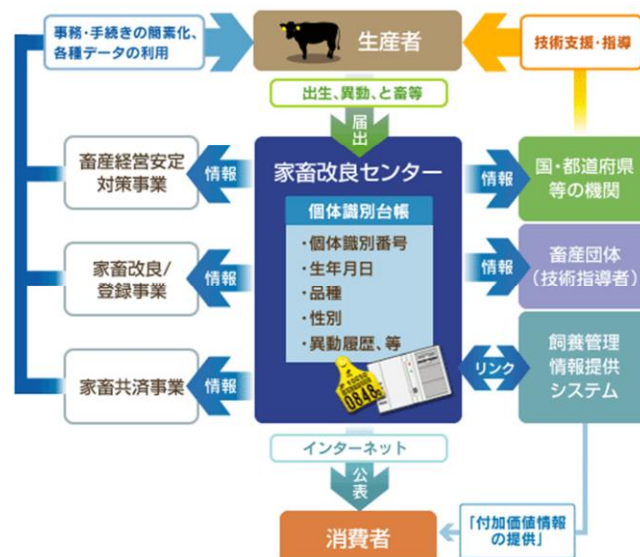 事務・手続きの簡素化、
各種データの利用
生産者
技術支援・指導
出生、異動、と畜等
届出
畜産経営安定
対策事業
情報
家畜改良センター
情報
国・都道府県
等の機関
個体識別台帳
・個体識別番号
・生年月日
・品種
・性別
・異動履歴、等
家畜改良/
登録事業
情報
情報
畜産団体
(技術指導者)
家畜共済事業
情報
リンク
飼養管理
情報提供
システム
0848
インターネット
公表
消費者
「付加価値情報
の提供」